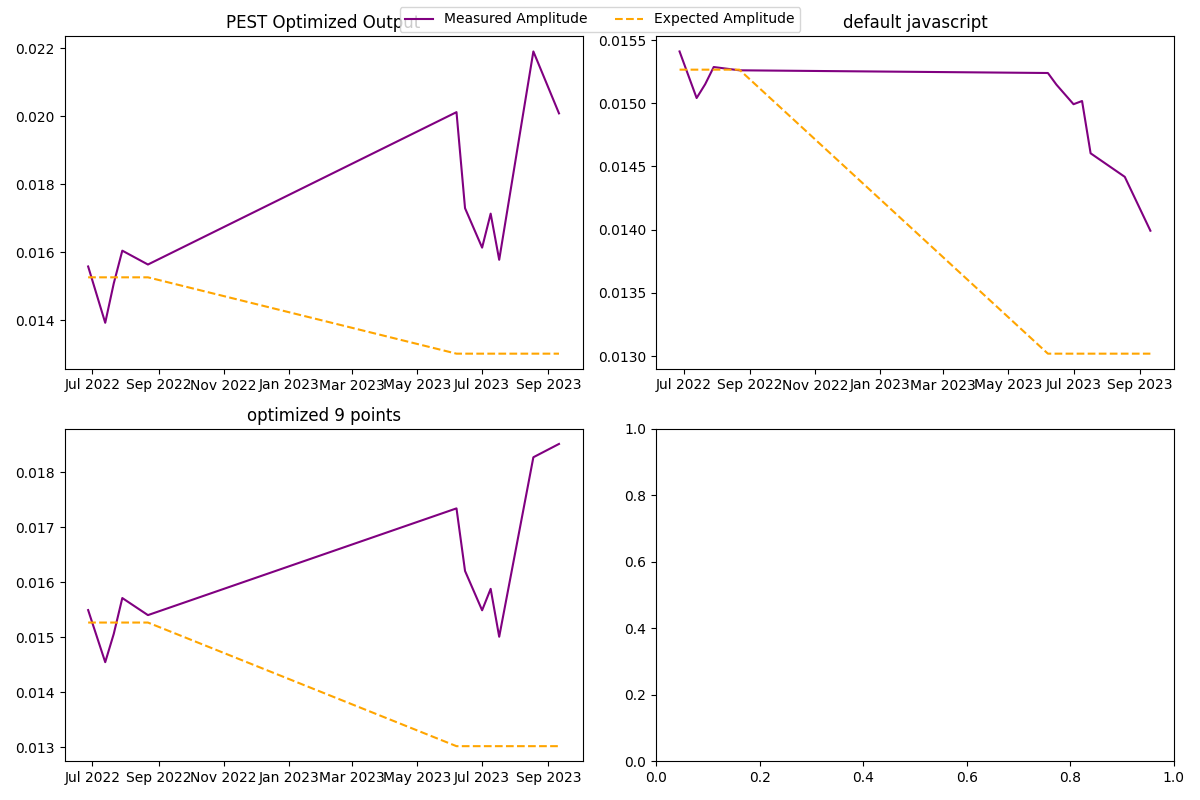 Measured Amplitude Expected Amplitude
PEST Optimized Output
0.022
0.020
0.018
0.016
0.014
Jul 2022 Sep 2022 Nov 2022 Jan 2023 Mar 2023 May 2023 Jul 2023 Sep 2023
default javascript
0.0155
0.0150
0.0145
0.0140
0.0135
0.0130
Jul 2022 Sep 2022 Nov 2022 Jan 2023 Mar 2023 May 2023 Jul 2023 Sep 2023
optimized 9 points
0.018
0.017
0.016
0.015
0.014
0.013
Jul 2022 Sep 2022 Nov 2022 Jan 2023 Mar 2023 May 2023 Jul 2023 Sep 2023
1.0
0.8
0.6
0.4
0.2
0.0
0.0 0.2 0.4 0.6 0.8 1.0